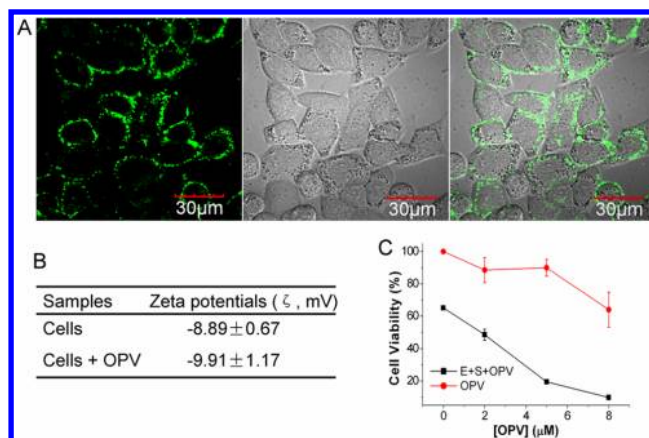 A
30μm
30μm
30μm
B
Samples Zeta potentials ( ζ , mV)
Cells -8.89±0.67
Cells + OPV -9.91±1.17
C
Cell Viability (%)
100
80
60
40
20
E+S+OPV
OPV
0 2 4 6 8
[OPV] (μM)